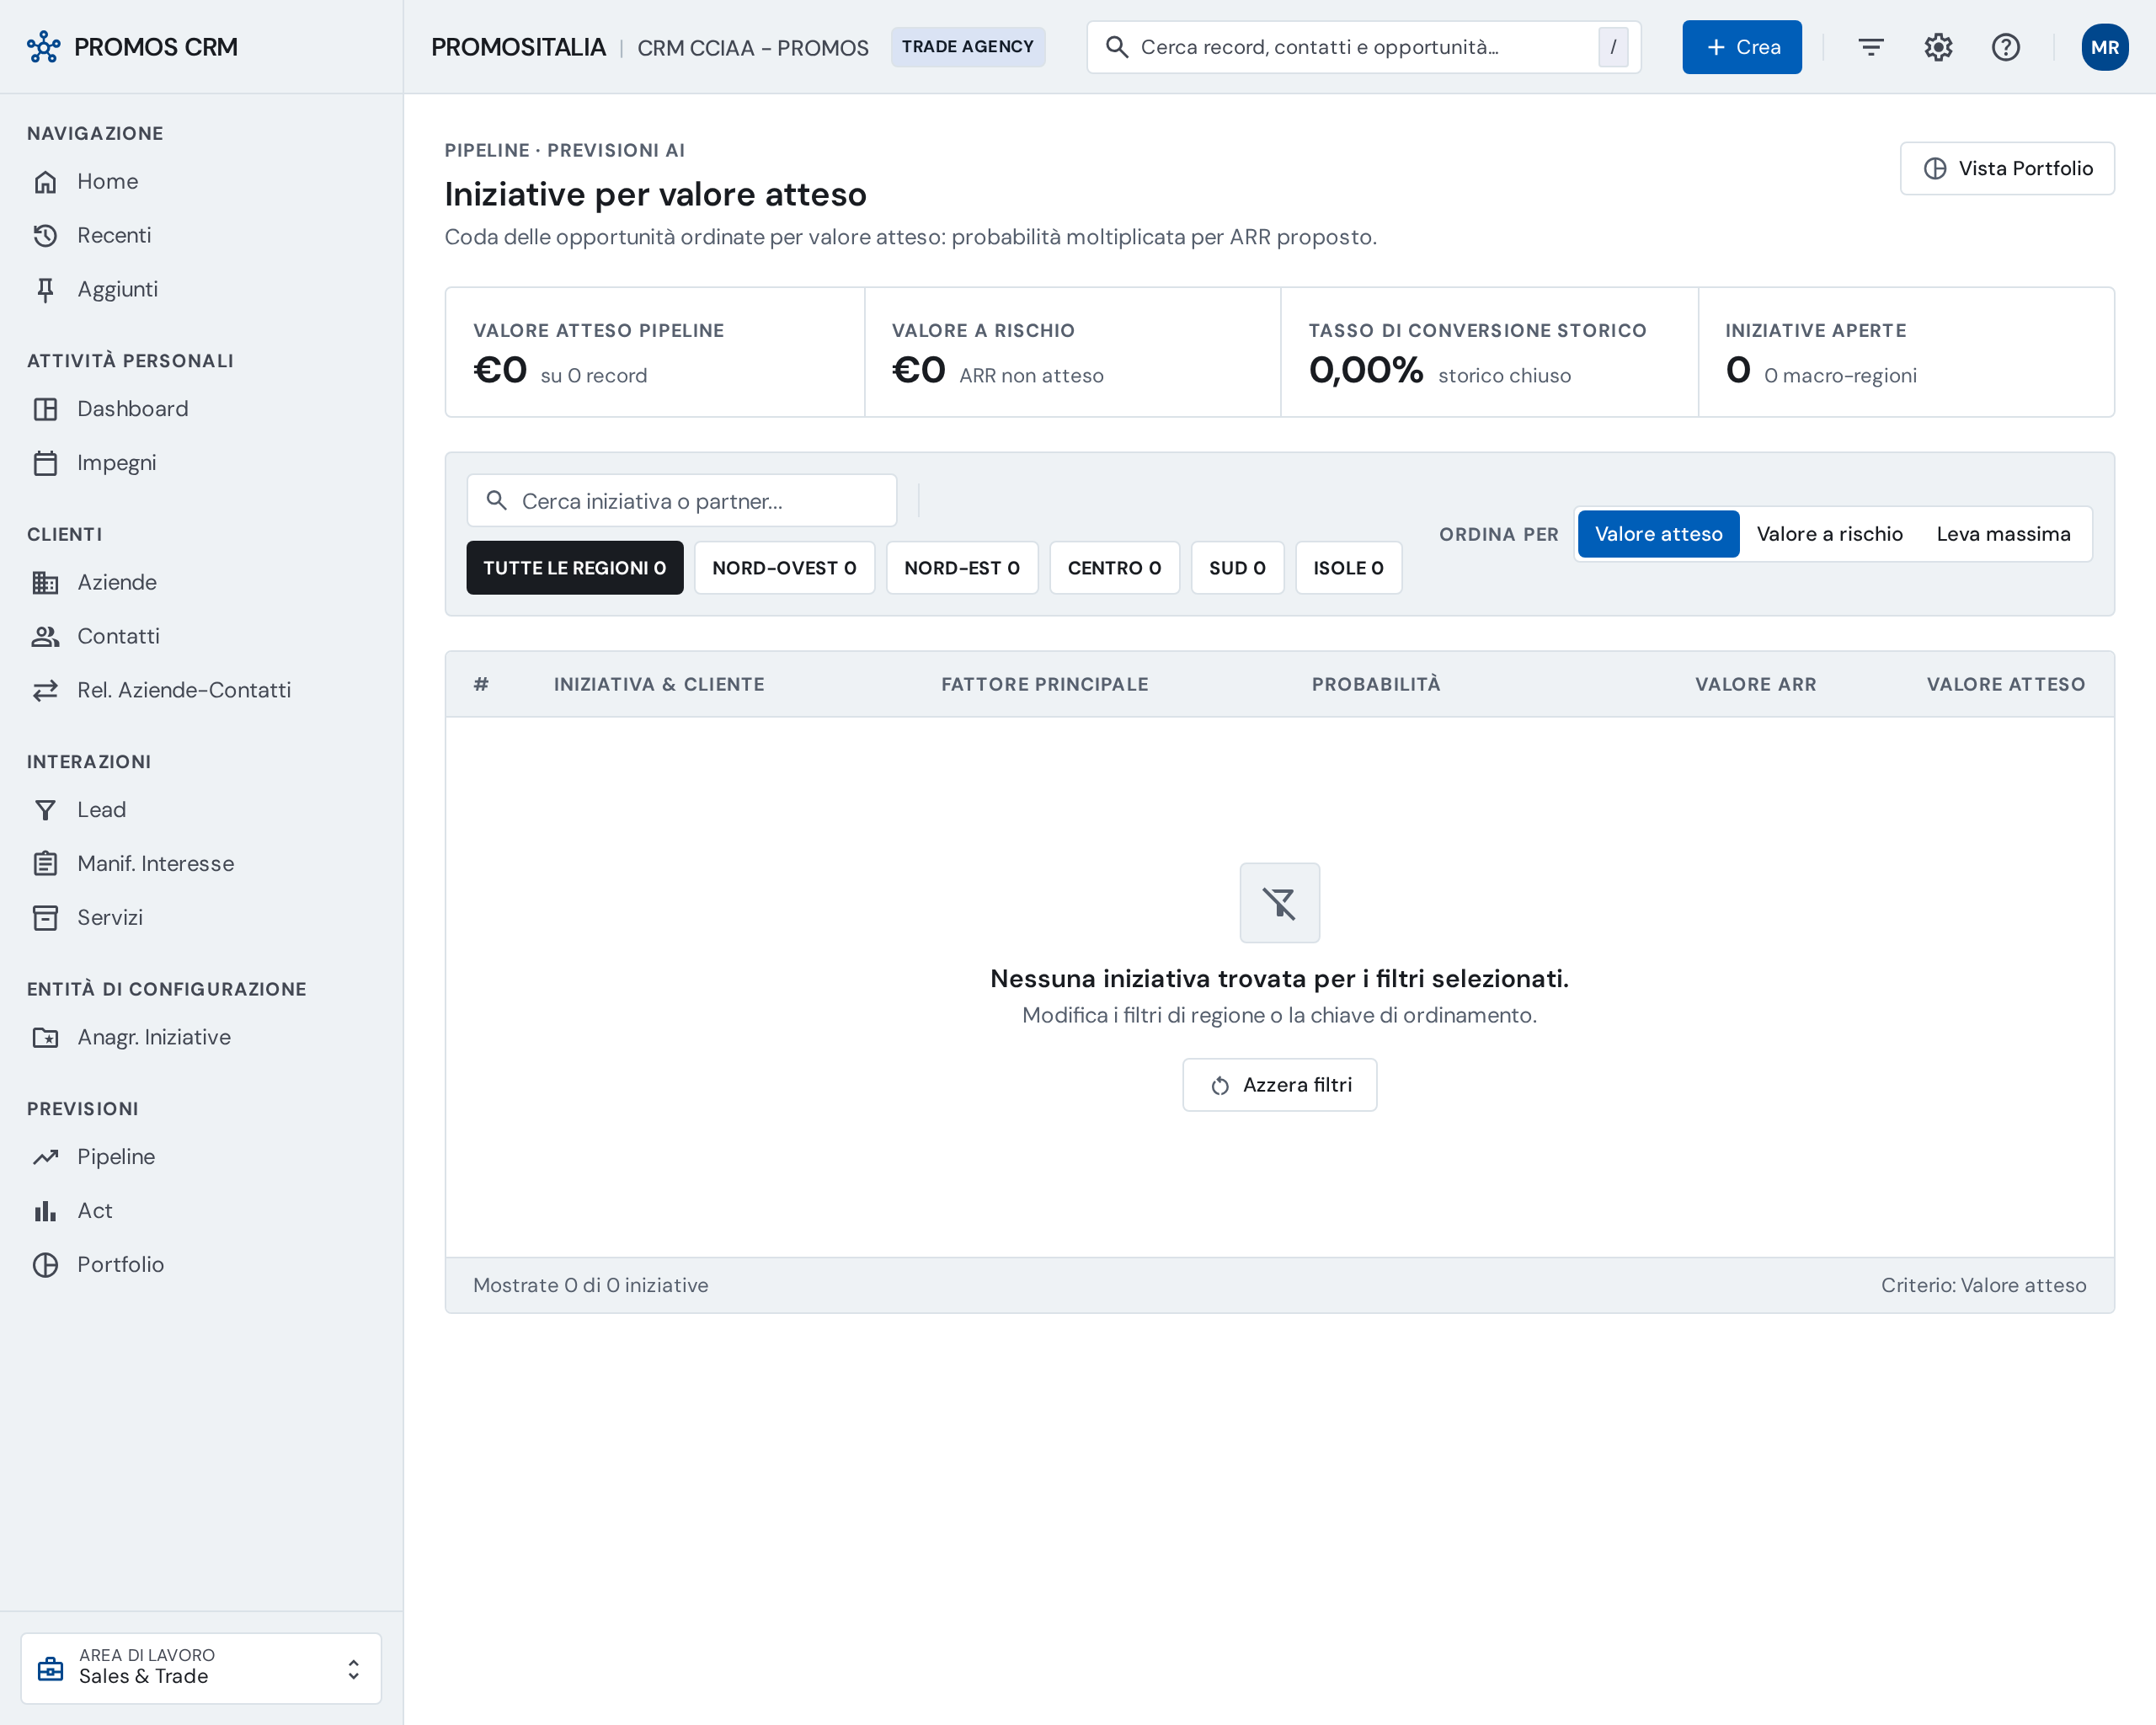 PROMOS CRM
PROMOSITALIA | CRM CCIAA - PROMOS
TRADE AGENCY
Cerca record, contatti e opportunità...
/
Crea
MR
NAVIGAZIONE
Home
Recenti
Aggiunti
ATTIVITÀ PERSONALI
Dashboard
Impegni
CLIENTI
Aziende
Contatti
Rel. Aziende-Contatti
INTERAZIONI
Lead
Manif. Interesse
Servizi
ENTITÀ DI CONFIGURAZIONE
Anagr. Iniziative
PREVISIONI
Pipeline
Act
Portfolio
AREA DI LAVORO
Sales & Trade
PIPELINE · PREVISIONI AI
Iniziative per valore atteso
Coda delle opportunità ordinate per valore atteso: probabilità moltiplicata per ARR proposto.
Vista Portfolio
VALORE ATTESO PIPELINE
€0 su 0 record
VALORE A RISCHIO
€0 ARR non atteso
TASSO DI CONVERSIONE STORICO
0,00% storico chiuso
INIZIATIVE APERTE
0 0 macro-regioni
Cerca iniziativa o partner...
TUTTE LE REGIONI 0
NORD-OVEST 0
NORD-EST 0
CENTRO 0
SUD 0
ISOLE 0
ORDINA PER
Valore atteso
Valore a rischio
Leva massima
# INIZIATIVA & CLIENTE FATTORE PRINCIPALE PROBABILITÀ VALORE ARR VALORE ATTESO
Nessuna iniziativa trovata per i filtri selezionati.
Modifica i filtri di regione o la chiave di ordinamento.
Azzera filtri
Mostrate 0 di 0 iniziative
Criterio: Valore atteso